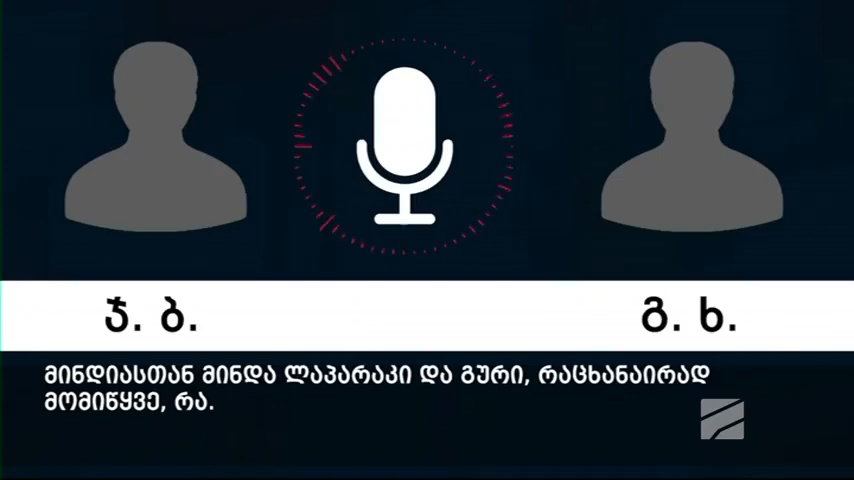 ჯ. ბ.
გ. ხ.
მინდიასთან მინდა ლაპარაკი და გური, რაცხანაირად
მომიწყვე, რა.